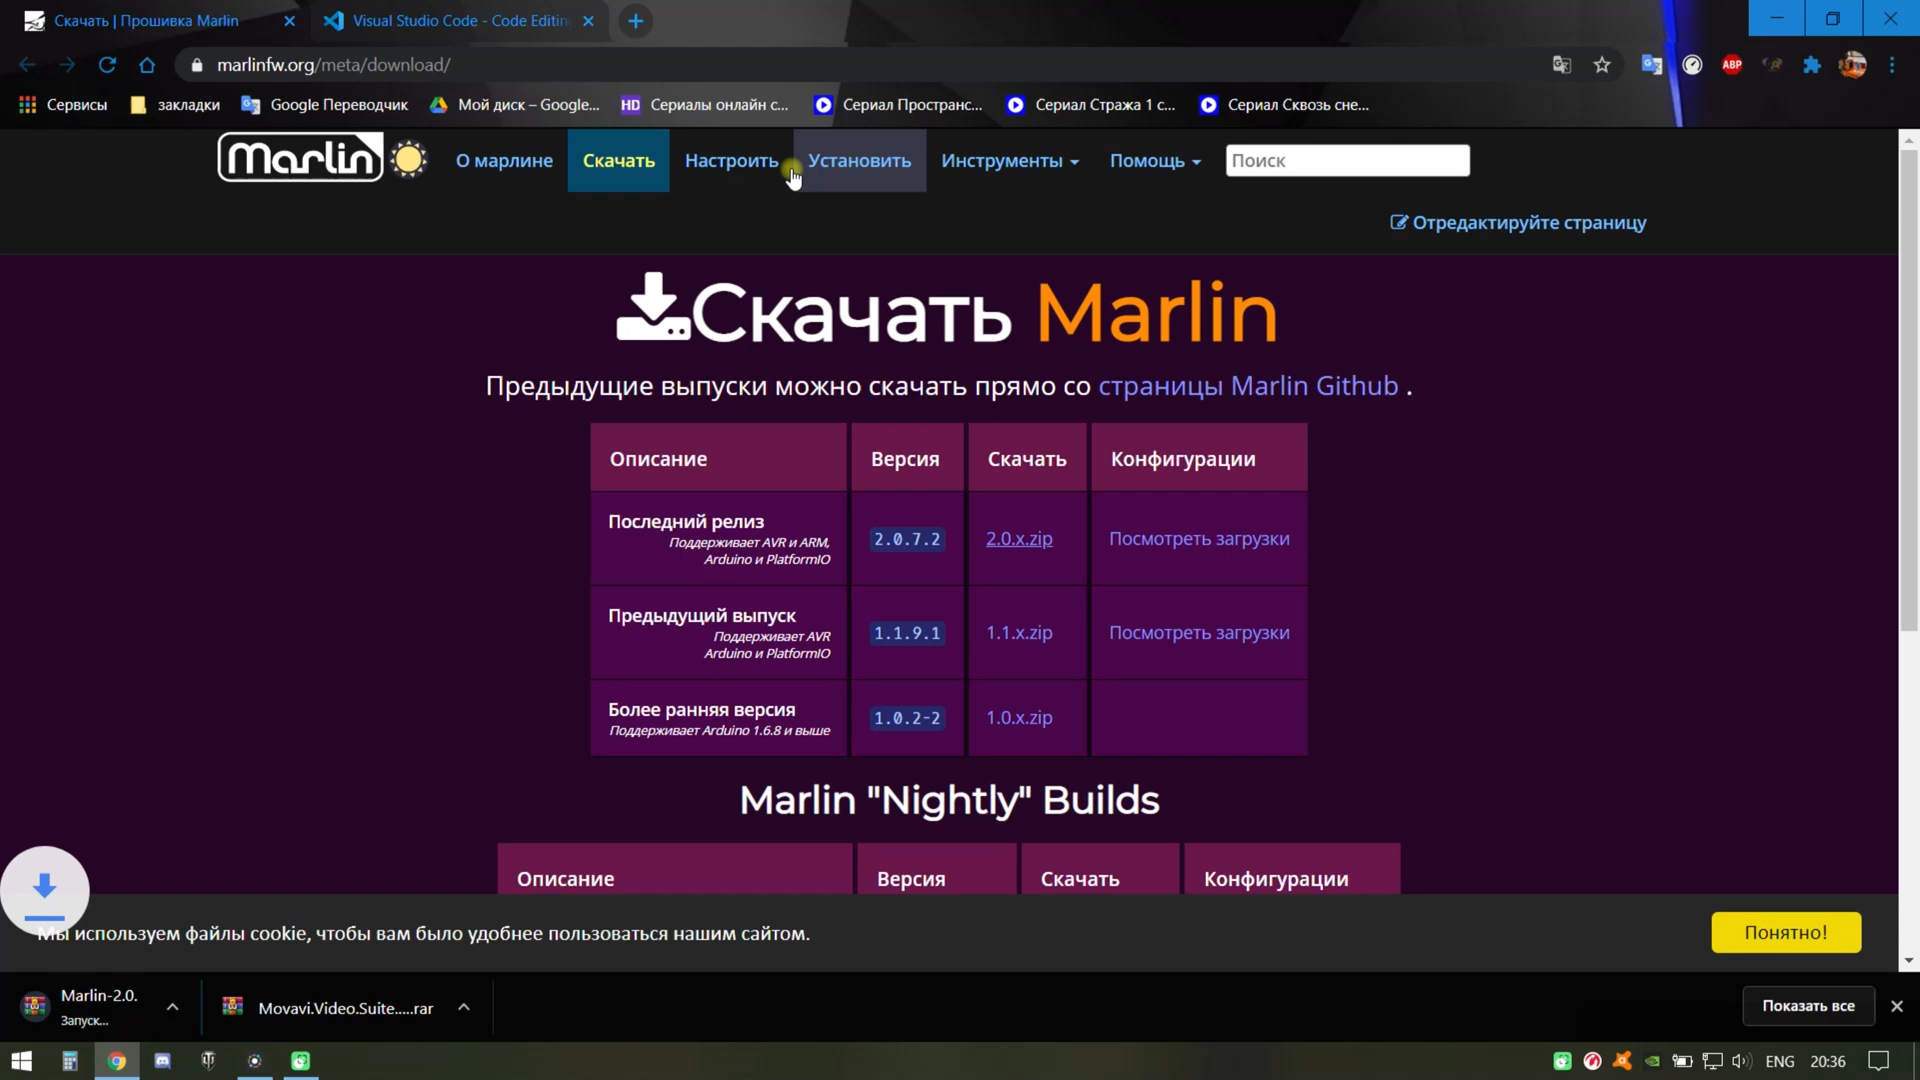 Скачать | Прошивка Marlin
Visual Studio Code - Code Editin
marlinfw.org/meta/download/
ABP
Сервисы
закладки
Google Переводчик
Мой диск – Google...
HD
Сериалы онлайн с...
Сериал Пространс...
Сериал Стража 1 с...
Сериал Сквозь сне...
Marlin
О марлине
Скачать
Настроить
Установить
Инструменты
Помощь
Поиск
Отредактируйте страницу
Скачать Marlin
Предыдущие выпуски можно скачать прямо со страницы Marlin Github .
Описание Версия Скачать Конфигурации
Последний релиз
Поддерживает AVR и ARM,
Arduino и PlatformIO
2.0.7.2 2.0.x.zip Посмотреть загрузки
Предыдущий выпуск
Поддерживает AVR
Arduino и PlatformIO
1.1.9.1 1.1.x.zip Посмотреть загрузки
Более ранняя версия
Поддерживает Arduino 1.6.8 и выше
1.0.2-2 1.0.x.zip
Marlin "Nightly" Builds
Описание Версия Скачать Конфигурации
Мы используем файлы cookie, чтобы вам было удобнее пользоваться нашим сайтом.
Понятно!
Marlin-2.0.
Запуск...
Movavi.Video.Suite.....rar
Показать все
ENG 20:36